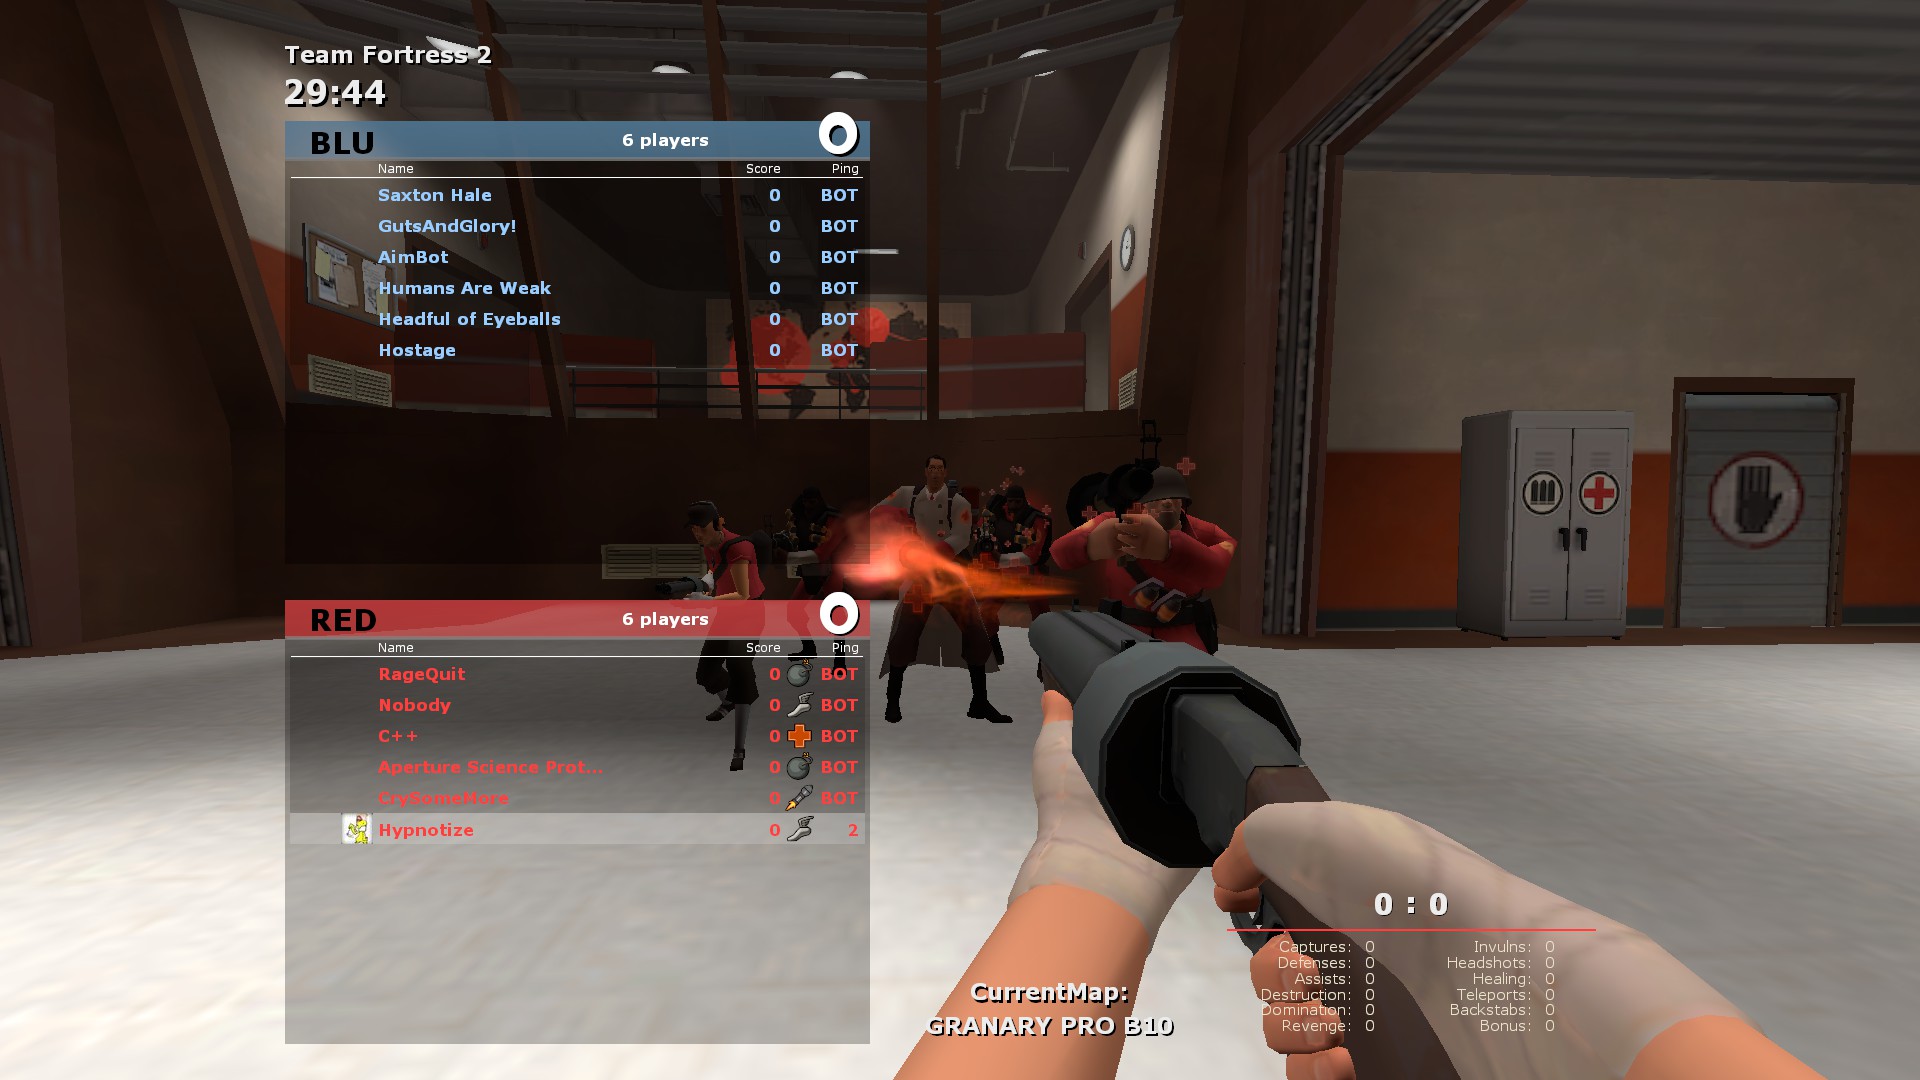 Team Fortress 2
29:44
BLU 6 players 0
Name Score Ping
Saxton Hale 0 BOT
GutsAndGlory! 0 BOT
AimBot 0 BOT
Humans Are Weak 0 BOT
Headful of Eyeballs 0 BOT
Hostage 0 BOT
RED 6 players 0
Name Score Ping
RageQuit 0 BOT
Nobody 0 BOT
C++ 0 BOT
Aperture Science Prot... 0 BOT
CrySomeMore 0 BOT
Hypnotize 0 2
0 : 0
Captures: 0 Invulns: 0
Defenses: 0 Headshots: 0
Assists: 0 Healing: 0
Destruction: 0 Teleports: 0
Domination: 0 Backstabs: 0
Revenge: 0 Bonus: 0
CurrentMap:
GRANARY PRO B10